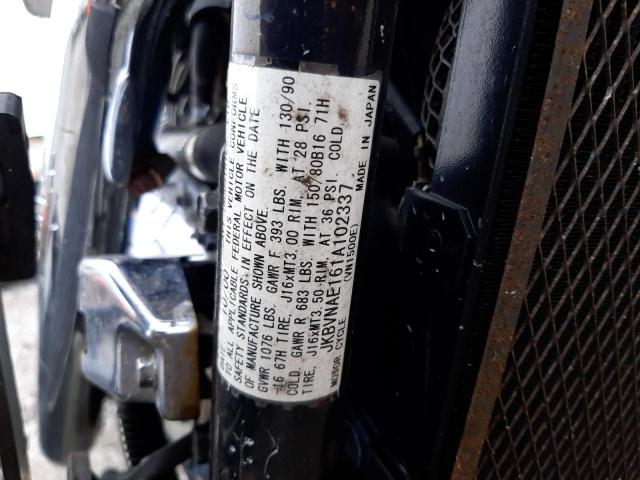 TO ALL APPLICABLE FEDERAL MOTOR VEHICLE
SAFETY STANDARDS IN EFFECT ON THE DATE
OF MANUFACTURE SHOWN ABOVE.
GVWR 1076 LBS. GAWR F 393 LBS. WITH 130/90
-16 67H TIRE, J16xMT3.00 RIM, AT 28 PSI.
COLD. GAWR R 683 LBS. WITH 150/80B16 71H
TIRE, J16xMT3.50 RIM. AT 36 PSI. COLD.
JKBVNAE161A102337
MOTOR CYCLE (VN1500E) MADE IN JAPAN